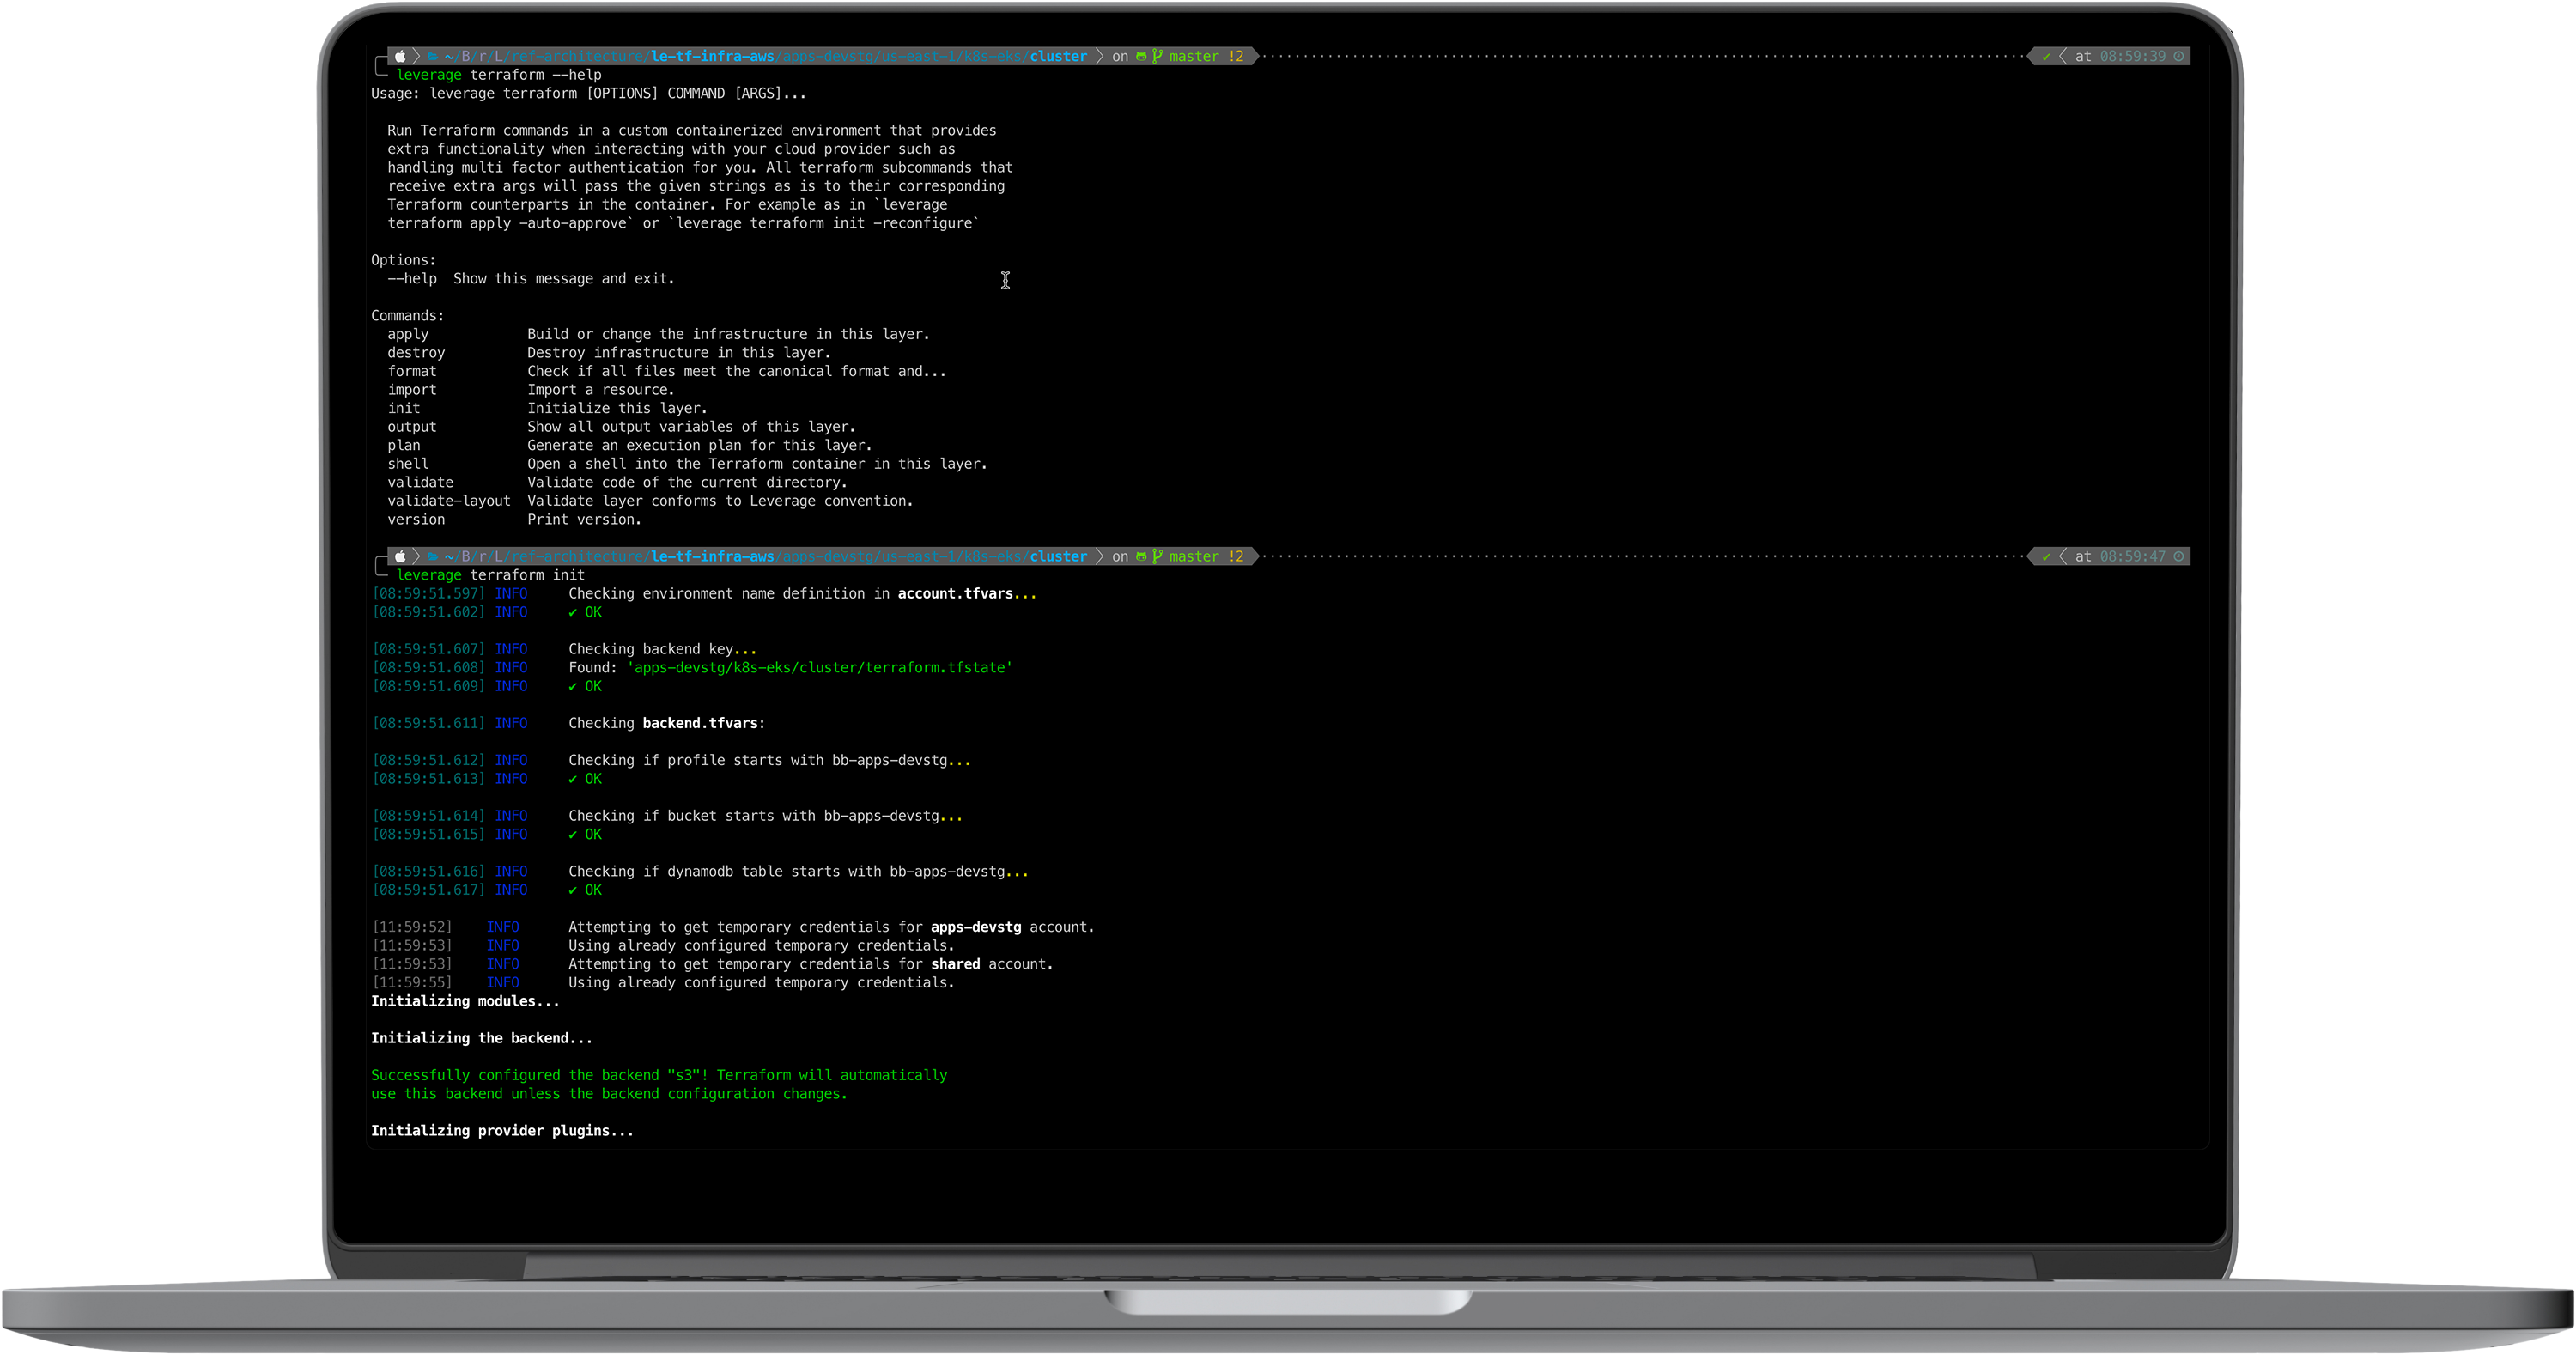 ~/B/r/L/ref-architecture/le-tf-infra-aws/apps-devstg/us-east-1/k8s-eks/cluster on master !2 ✔ at 08:59:39
leverage terraform --help
Usage: leverage terraform [OPTIONS] COMMAND [ARGS]...
Run Terraform commands in a custom containerized environment that provides
extra functionality when interacting with your cloud provider such as
handling multi factor authentication for you. All terraform subcommands that
receive extra args will pass the given strings as is to their corresponding
Terraform counterparts in the container. For example as in `leverage
terraform apply -auto-approve` or `leverage terraform init -reconfigure`
Options:
--help  Show this message and exit.
Commands:
apply            Build or change the infrastructure in this layer.
destroy          Destroy infrastructure in this layer.
format           Check if all files meet the canonical format and...
import           Import a resource.
init             Initialize this layer.
output           Show all output variables of this layer.
plan             Generate an execution plan for this layer.
shell            Open a shell into the Terraform container in this layer.
validate         Validate code of the current directory.
validate-layout  Validate layer conforms to Leverage convention.
version          Print version.
~/B/r/L/ref-architecture/le-tf-infra-aws/apps-devstg/us-east-1/k8s-eks/cluster on master !2 ✔ at 08:59:47
leverage terraform init
[08:59:51.597] INFO     Checking environment name definition in account.tfvars...
[08:59:51.602] INFO     ✔ OK
[08:59:51.607] INFO     Checking backend key...
[08:59:51.608] INFO     Found: 'apps-devstg/k8s-eks/cluster/terraform.tfstate'
[08:59:51.609] INFO     ✔ OK
[08:59:51.611] INFO     Checking backend.tfvars:
[08:59:51.612] INFO     Checking if profile starts with bb-apps-devstg...
[08:59:51.613] INFO     ✔ OK
[08:59:51.614] INFO     Checking if bucket starts with bb-apps-devstg...
[08:59:51.615] INFO     ✔ OK
[08:59:51.616] INFO     Checking if dynamodb table starts with bb-apps-devstg...
[08:59:51.617] INFO     ✔ OK
[11:59:52]    INFO      Attempting to get temporary credentials for apps-devstg account.
[11:59:53]    INFO      Using already configured temporary credentials.
[11:59:53]    INFO      Attempting to get temporary credentials for shared account.
[11:59:55]    INFO      Using already configured temporary credentials.
Initializing modules...
Initializing the backend...
Successfully configured the backend "s3"! Terraform will automatically
use this backend unless the backend configuration changes.
Initializing provider plugins...